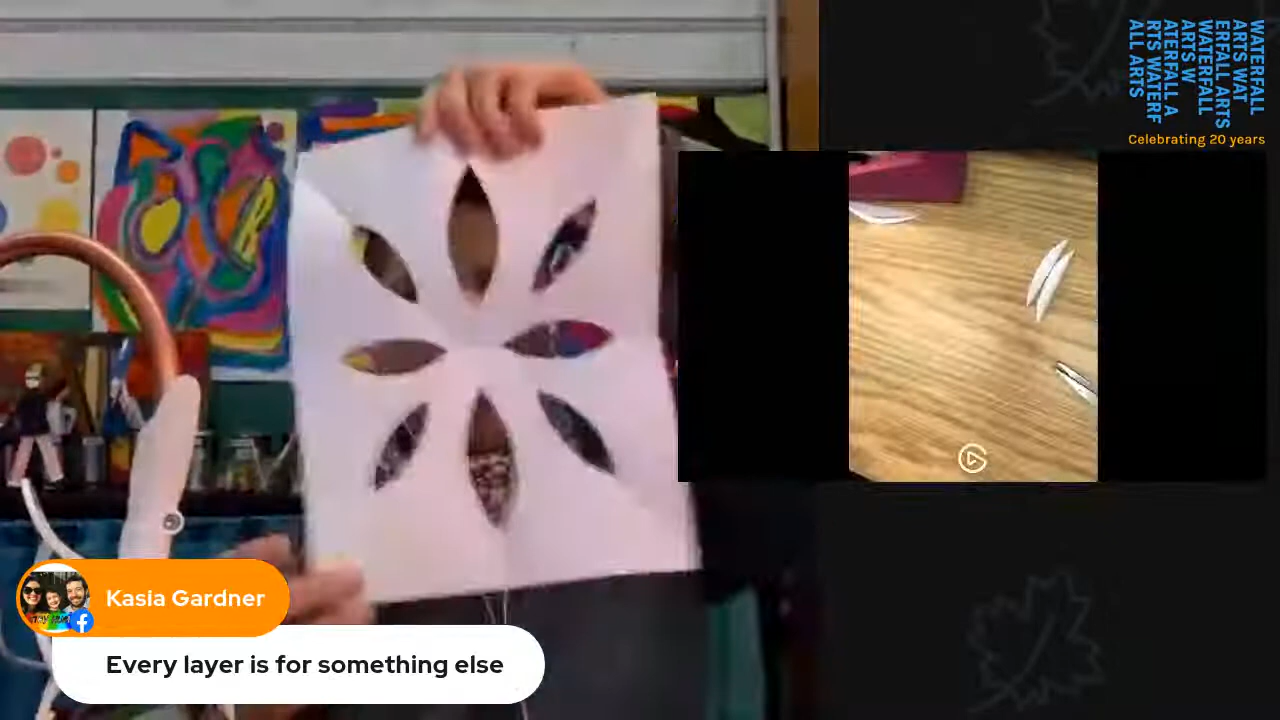 WATERFALL
ARTS WAT
ERFALL ARTS
WATERFALL
ARTS W
ATERFALL A
RTS WATERF
ALL ARTS
Celebrating 20 years
Kasia Gardner
Every layer is for something else